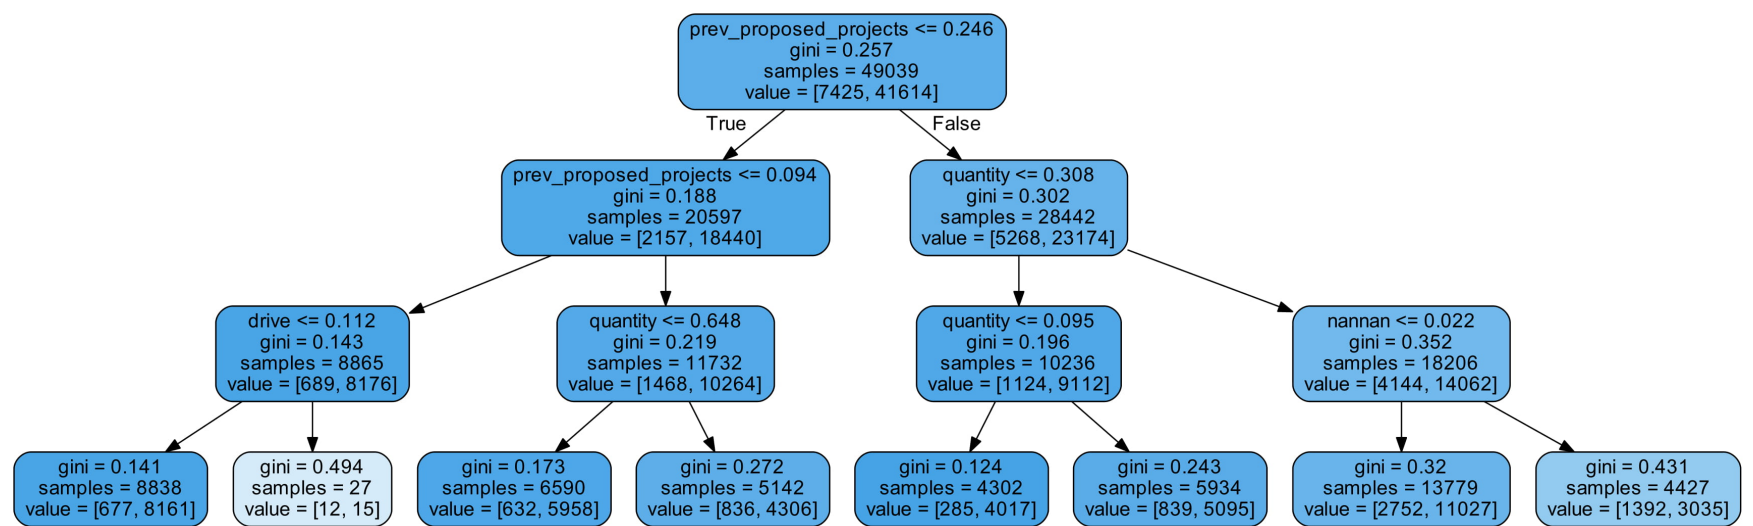 prev_proposed_projects <= 0.246
gini = 0.257
samples = 49039
value = [7425, 41614]
True
False
prev_proposed_projects <= 0.094
gini = 0.188
samples = 20597
value = [2157, 18440]
quantity <= 0.308
gini = 0.302
samples = 28442
value = [5268, 23174]
drive <= 0.112
gini = 0.143
samples = 8865
value = [689, 8176]
quantity <= 0.648
gini = 0.219
samples = 11732
value = [1468, 10264]
quantity <= 0.095
gini = 0.196
samples = 10236
value = [1124, 9112]
nannan <= 0.022
gini = 0.352
samples = 18206
value = [4144, 14062]
gini = 0.141
samples = 8838
value = [677, 8161]
gini = 0.494
samples = 27
value = [12, 15]
gini = 0.173
samples = 6590
value = [632, 5958]
gini = 0.272
samples = 5142
value = [836, 4306]
gini = 0.124
samples = 4302
value = [285, 4017]
gini = 0.243
samples = 5934
value = [839, 5095]
gini = 0.32
samples = 13779
value = [2752, 11027]
gini = 0.431
samples = 4427
value = [1392, 3035]